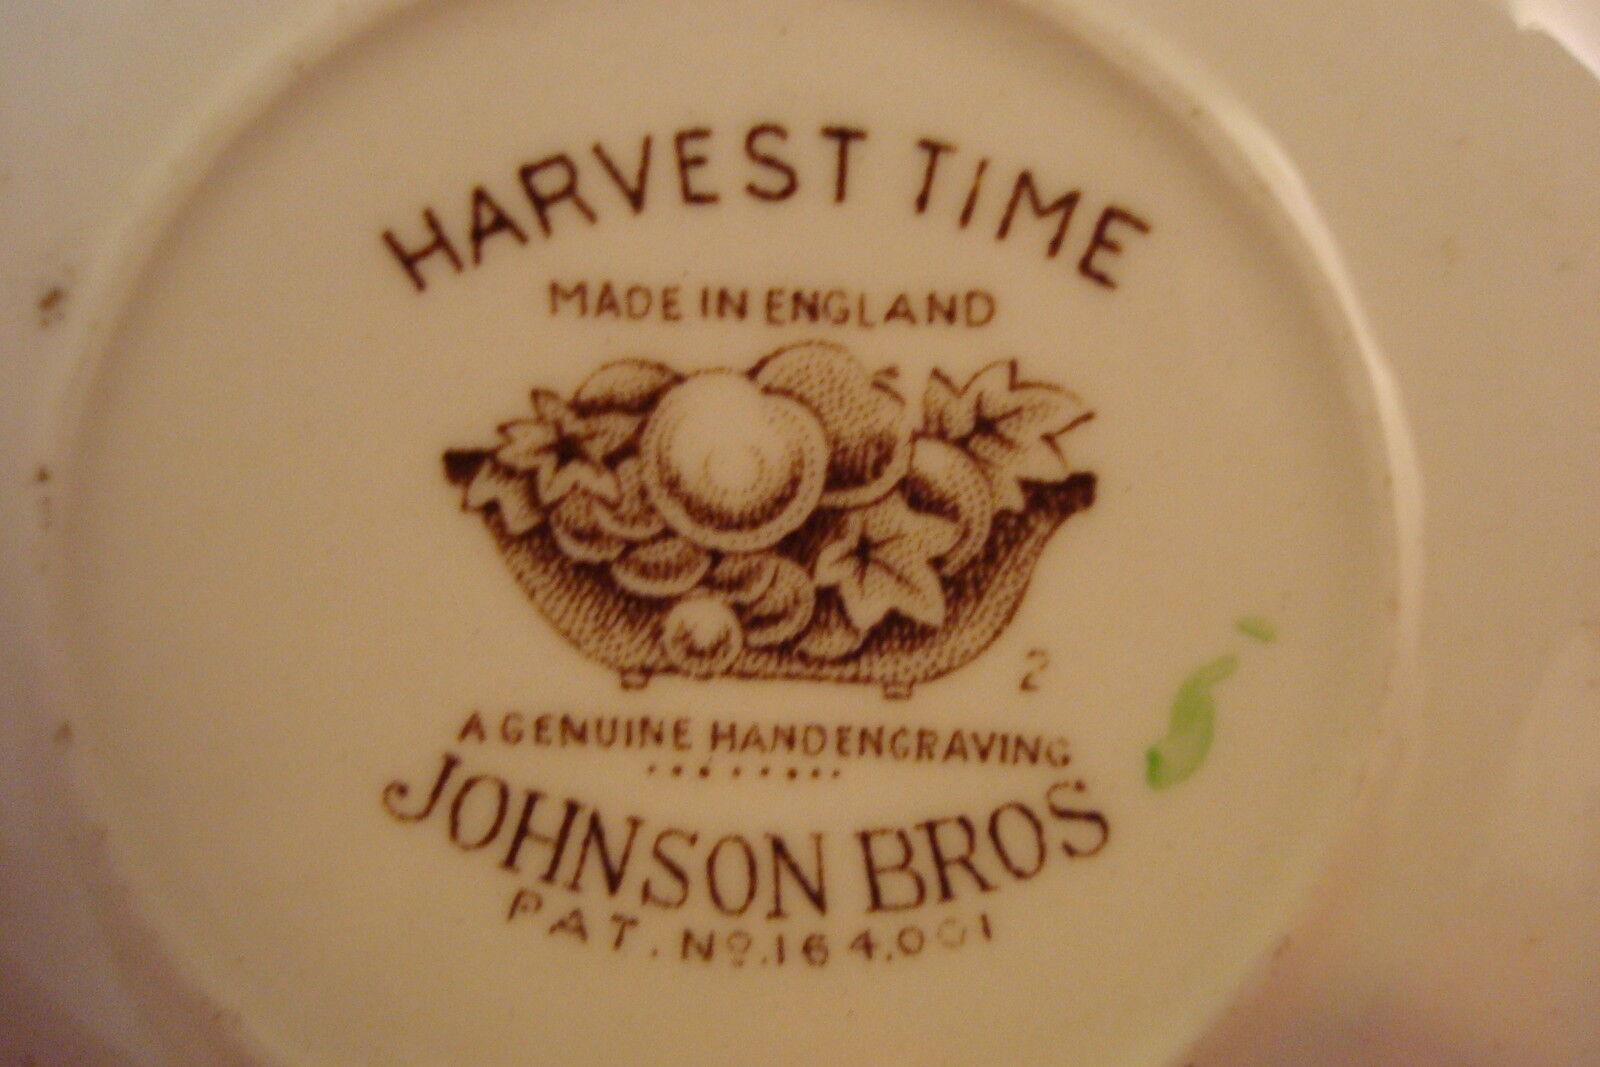 HARVEST TIME
MADE IN ENGLAND
2
A GENUINE HANDENGRAVING
JOHNSON BROS
PAT. No. 164,001